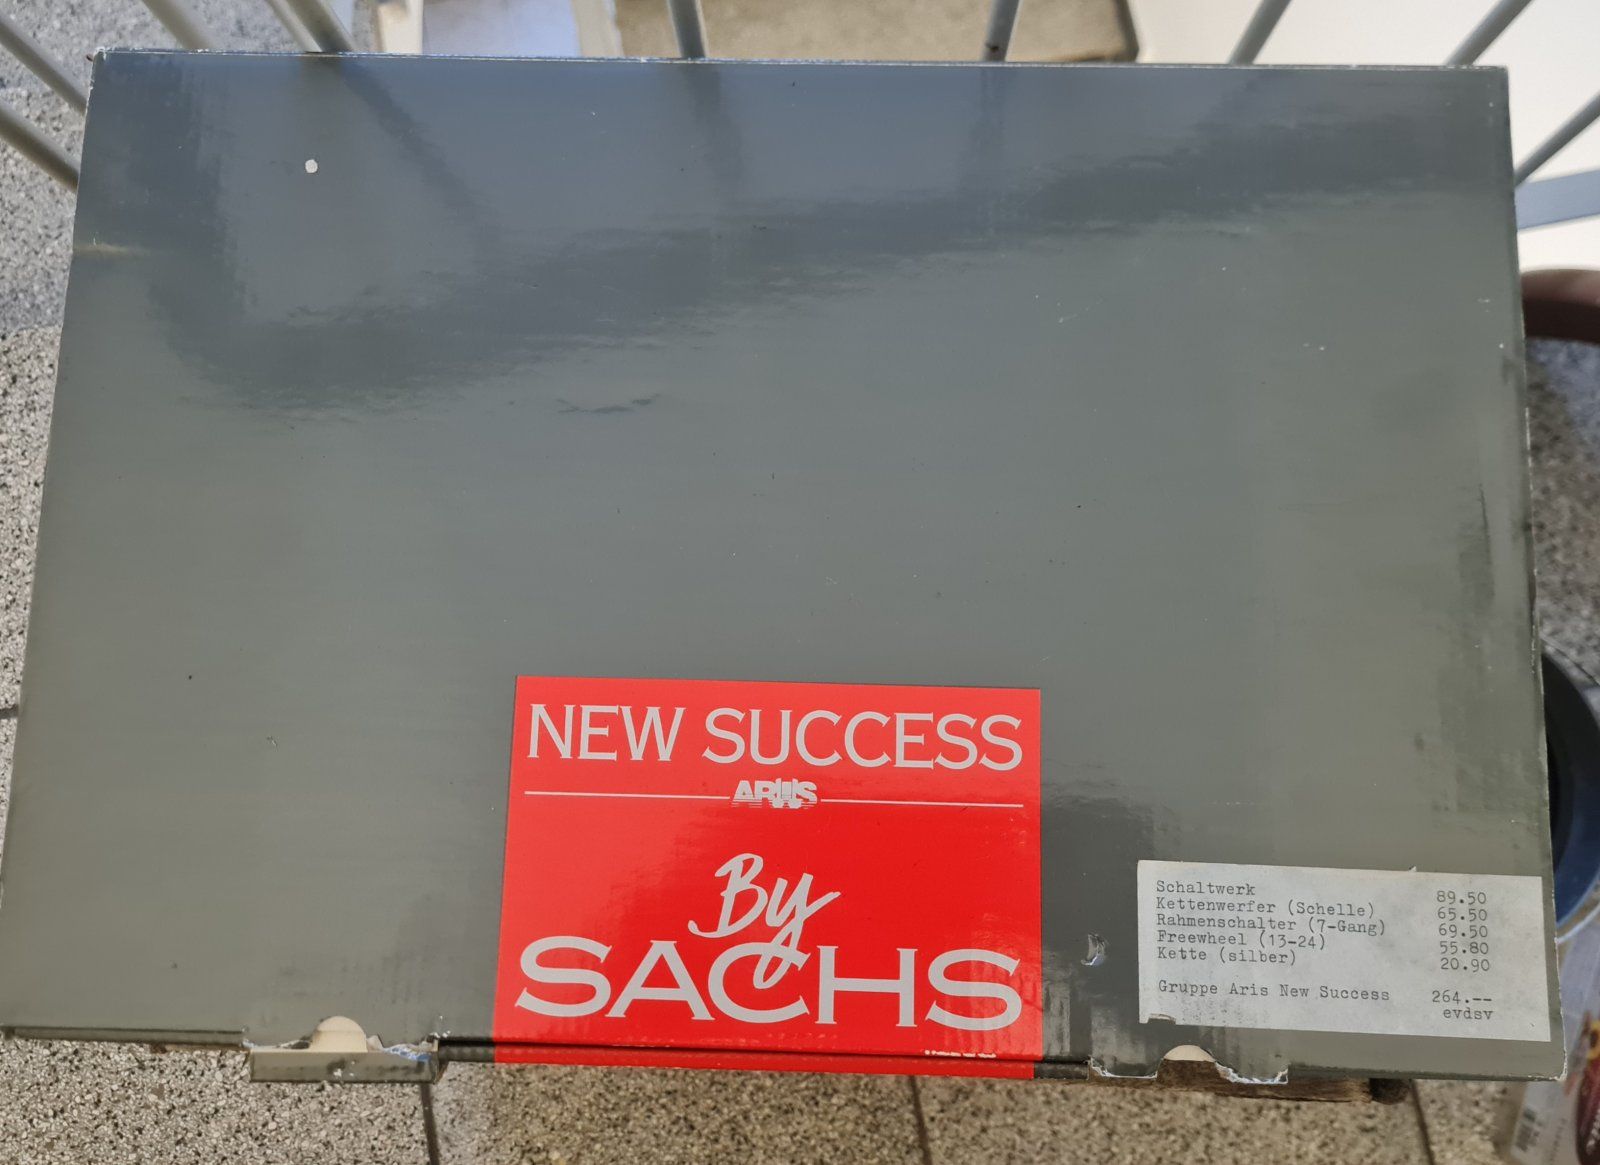 NEW SUCCESS
ARIS
By
SACHS
Schaltwerk 89.50
Kettenwerfer (Schelle) 65.50
Rahmenschalter (7-Gang) 69.50
Freewheel (13-24) 55.80
Kette (silber) 20.90
Gruppe Aris New Success 264.--
evdsv